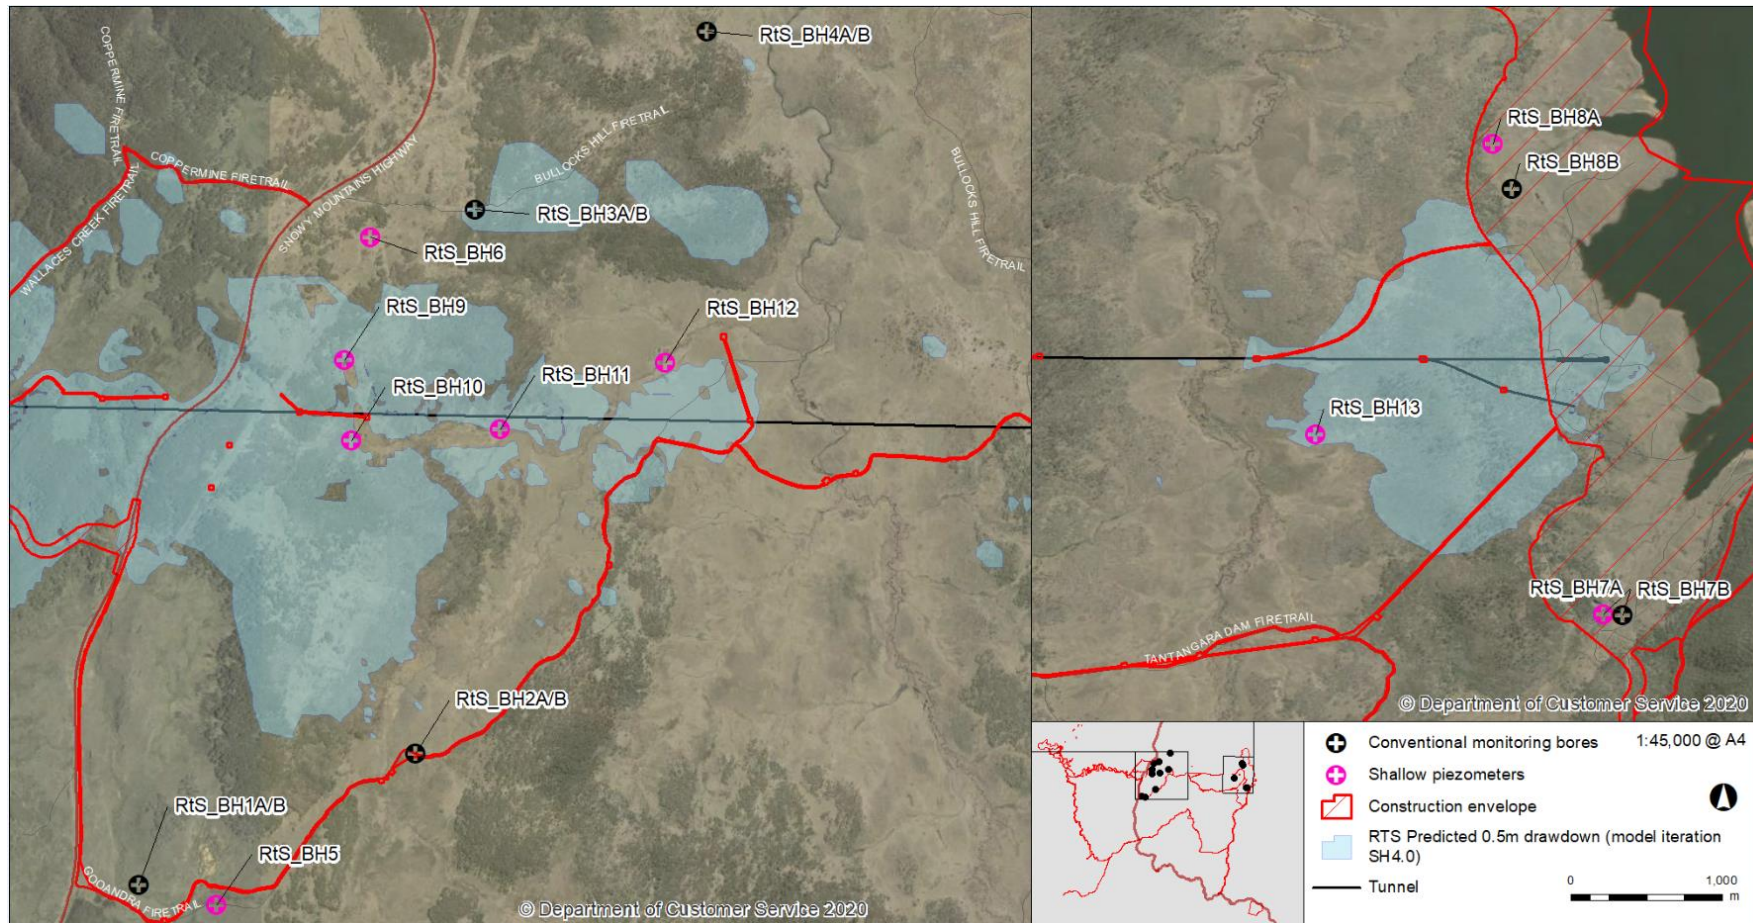 COPPERMINE FIRETRAIL
RtS_BH4A/B
COPPERMINE FIRETRAIL
WALLACES CREEK FIRETRAIL
SNOWY MOUNTAINS HIGHWAY
BULLOCKS HILL FIRETRAIL
BULLOCKS HILL FIRETRAIL
RtS_BH3A/B
RtS_BH6
RtS_BH9
RtS_BH12
RtS_BH10
RtS_BH11
RtS_BH2A/B
RtS_BH1A/B
RtS_BH5
GOOANDRA FIRETRAIL
© Department of Customer Service 2020
RtS_BH8A
RtS_BH8B
RtS_BH13
RtS_BH7A
RtS_BH7B
TANTANGARA DAM FIRETRAIL
© Department of Customer Service 2020
Conventional monitoring bores
1:45,000 @ A4
Shallow piezometers
Construction envelope
RTS Predicted 0.5m drawdown (model iteration
SH4.0)
Tunnel
0
1,000
m